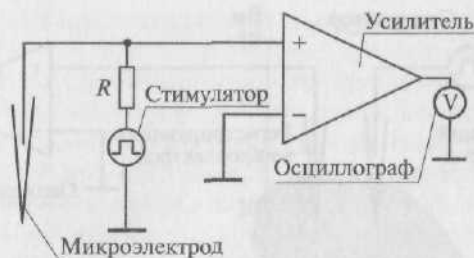 Усилитель
+
R
Стимулятор
−
V
Осциллограф
Микроэлектрод